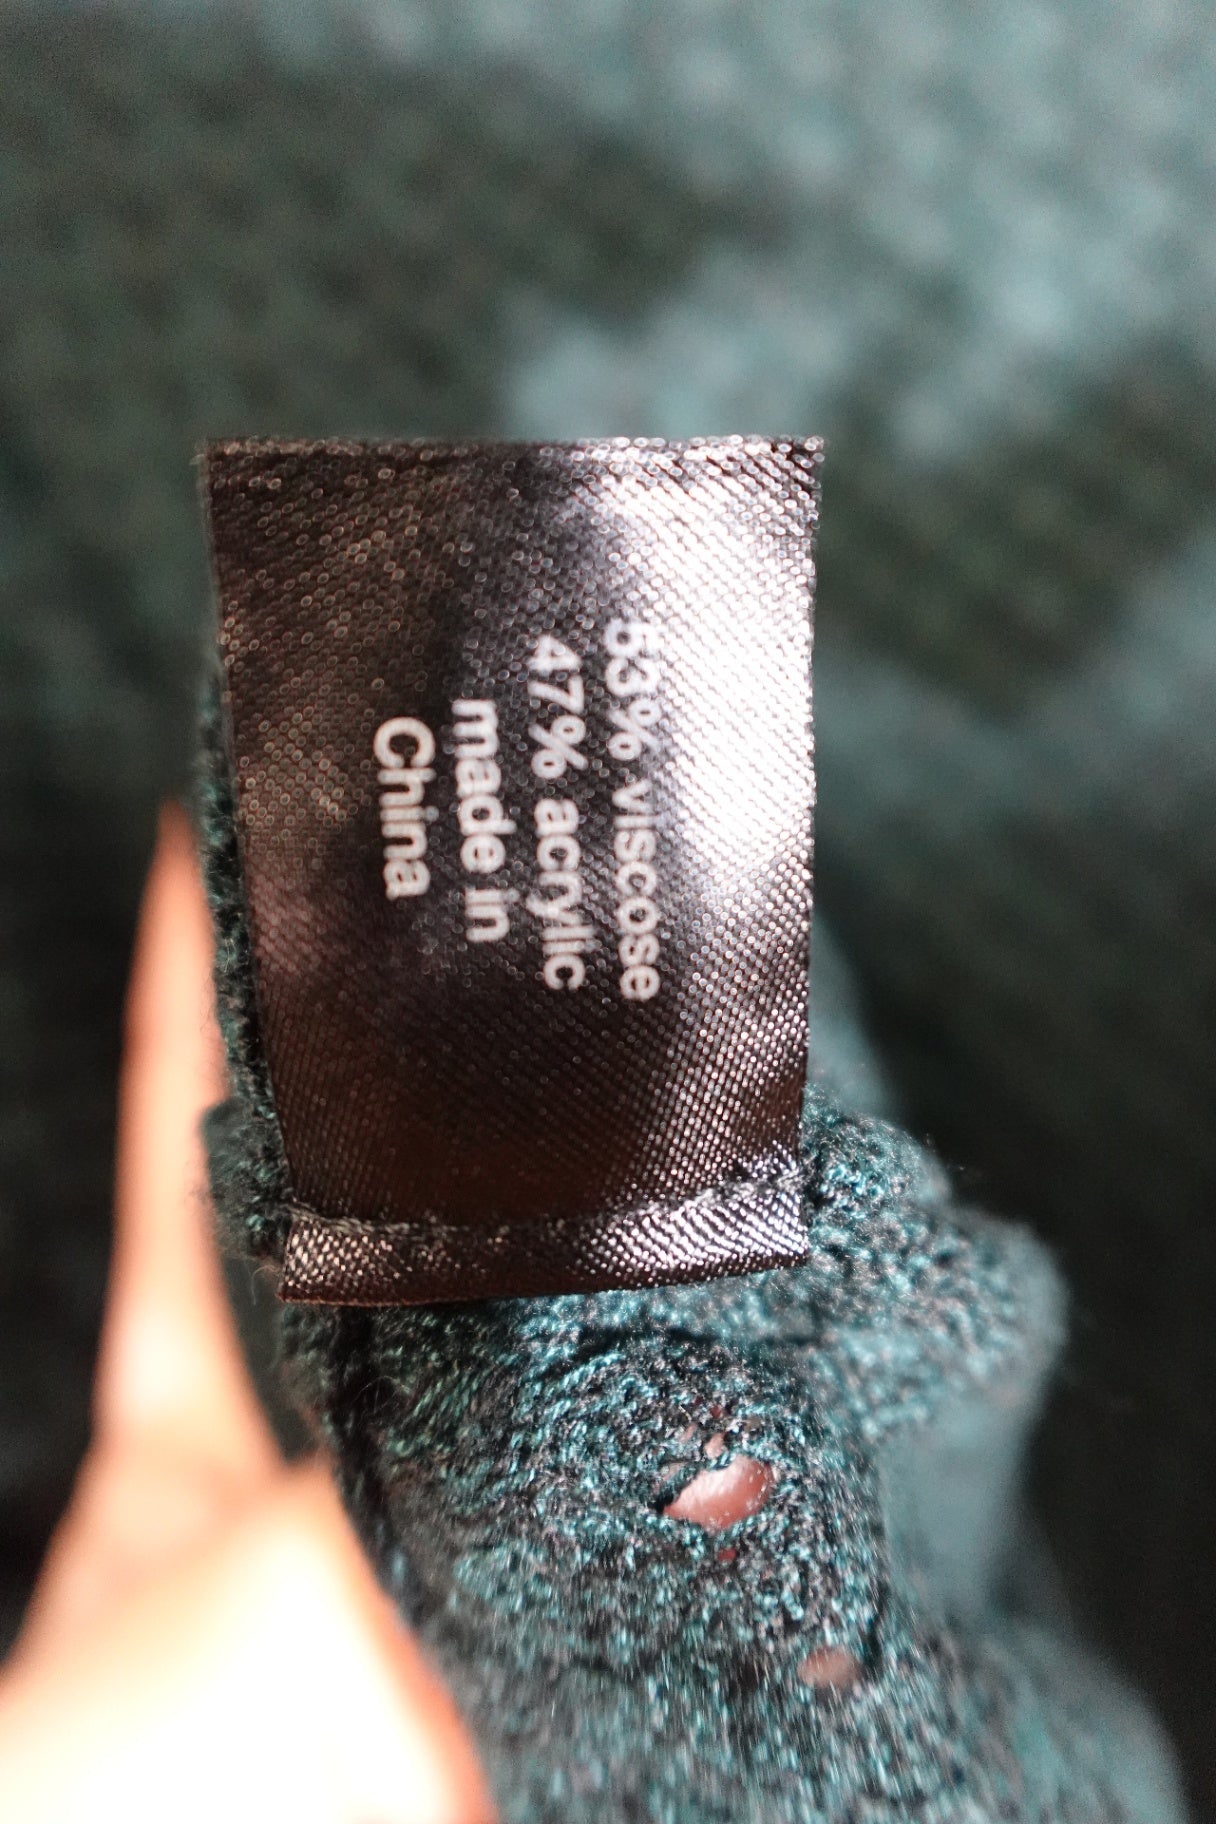 53% viscose
47% acrylic
made in
China